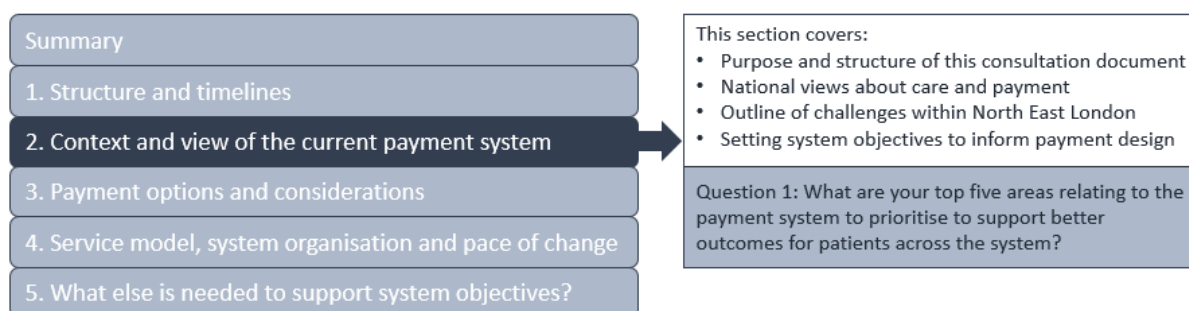 Summary
1. Structure and timelines
2. Context and view of the current payment system
3. Payment options and considerations
4. Service model, system organisation and pace of change
5. What else is needed to support system objectives?
This section covers:
• Purpose and structure of this consultation document
• National views about care and payment
• Outline of challenges within North East London
• Setting system objectives to inform payment design
Question 1: What are your top five areas relating to the
payment system to prioritise to support better
outcomes for patients across the system?